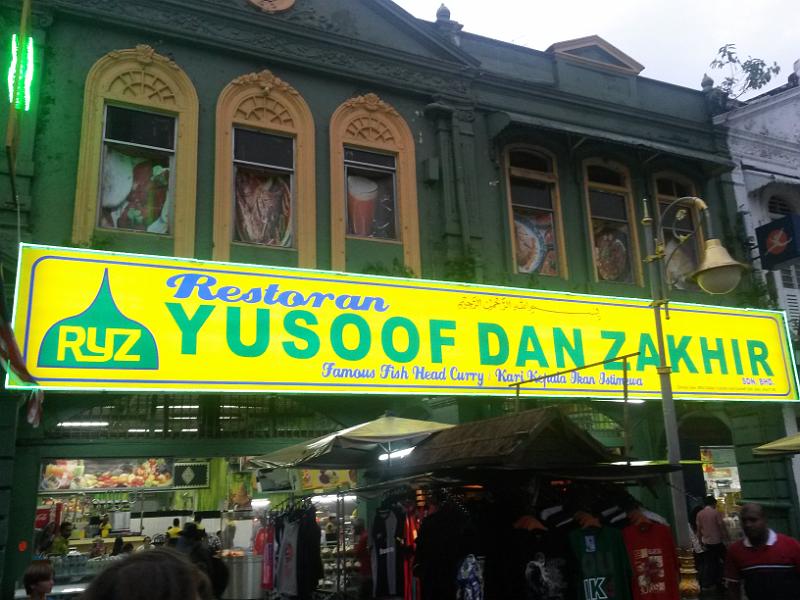 Restoran
بسم الله الرحمن الرحيم
RYZ
YUSOOF DAN ZAKHIR
SDN. BHD.
Famous Fish Head Curry / Kari Kepala Ikan Istimewa
IK